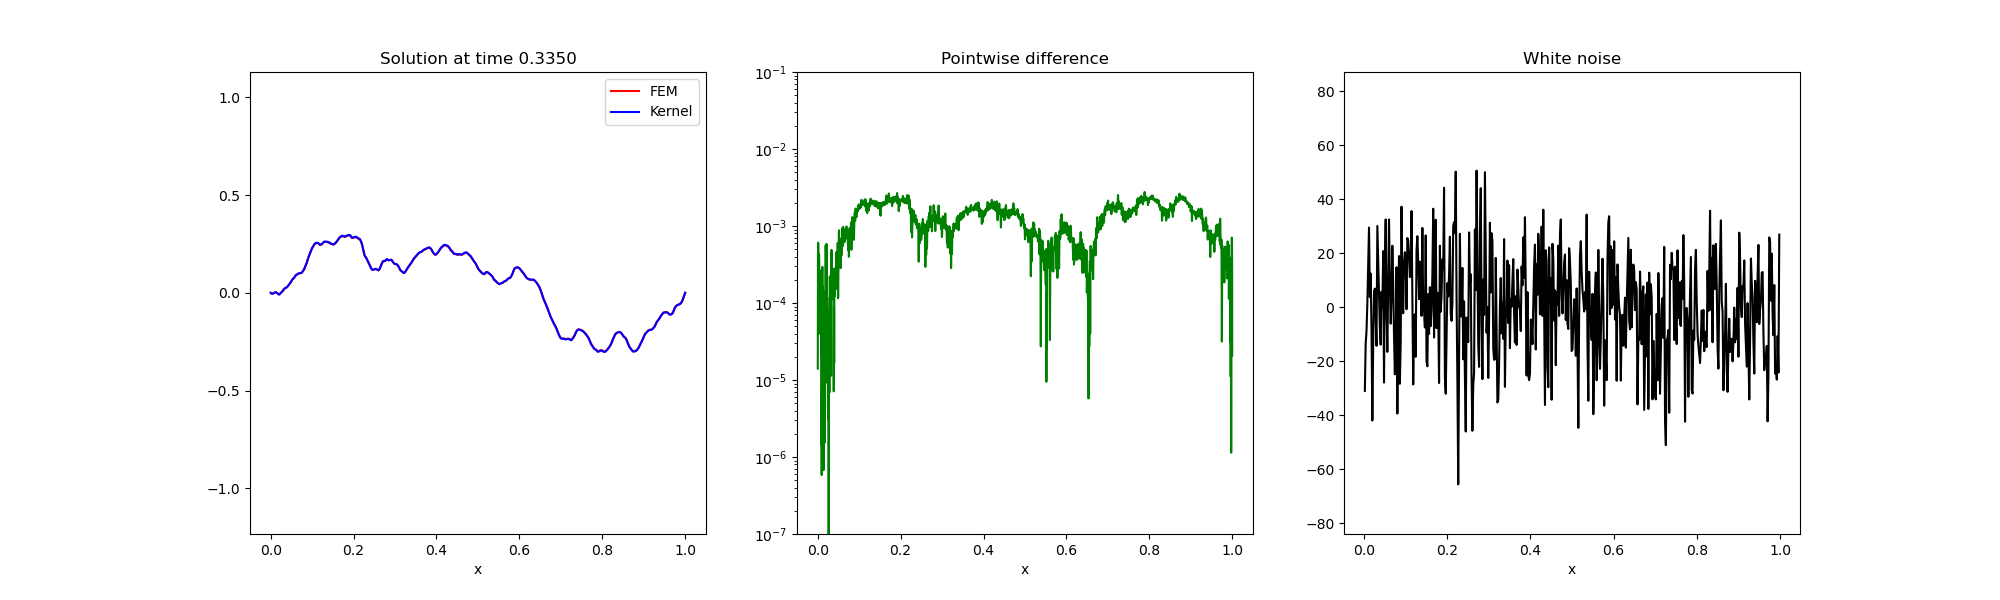 Solution at time 0.3350
FEM
Kernel
1.0
0.5
0.0
−0.5
−1.0
0.0 0.2 0.4 0.6 0.8 1.0
x
Pointwise difference
10⁻¹
10⁻²
10⁻³
10⁻⁴
10⁻⁵
10⁻⁶
10⁻⁷
0.0 0.2 0.4 0.6 0.8 1.0
x
White noise
80
60
40
20
0
−20
−40
−60
−80
0.0 0.2 0.4 0.6 0.8 1.0
x